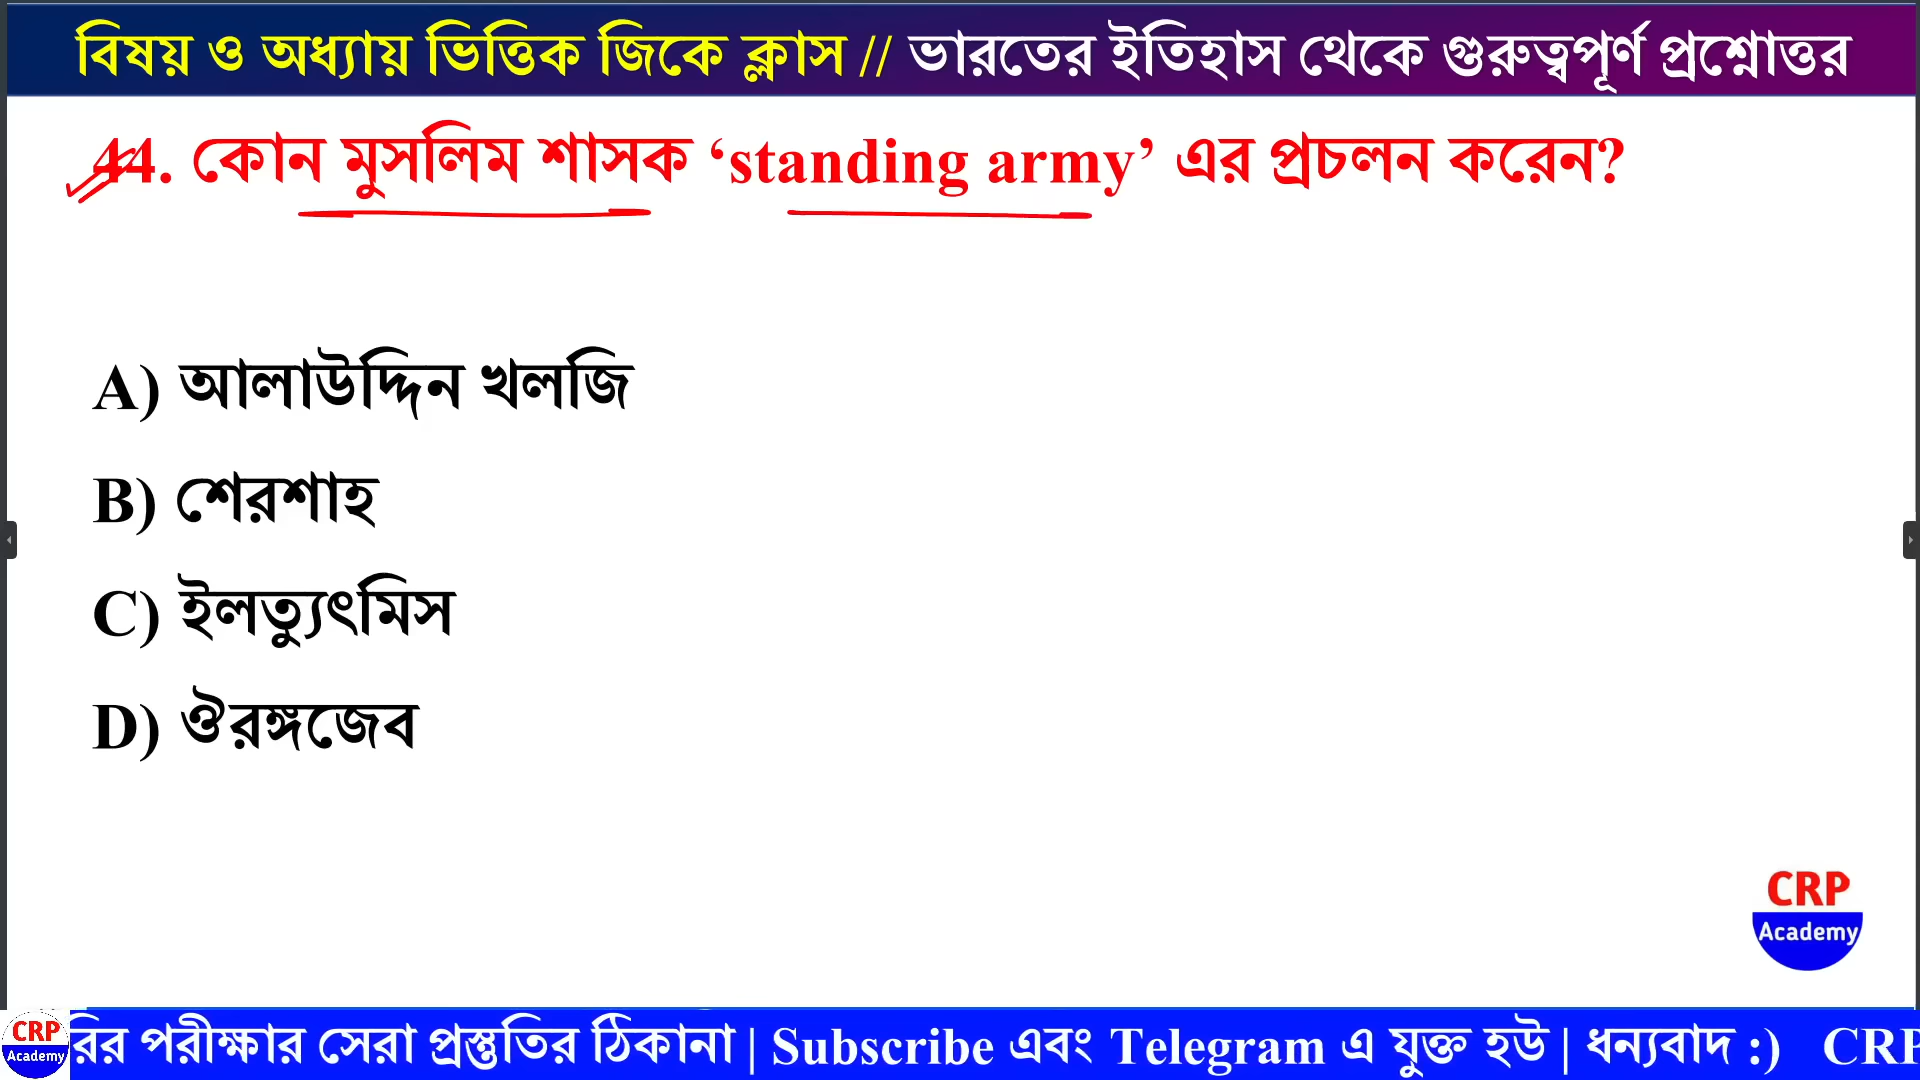 বিষয় ও অধ্যায় ভিত্তিক জিকে ক্লাস // ভারতের ইতিহাস থেকে গুরুত্বপূর্ণ প্রশ্নোত্তর
44. কোন মুসলিম শাসক ‘standing army’ এর প্রচলন করেন?
A) আলাউদ্দিন খলজি
B) শেরশাহ
C) ইলত্যুৎমিস
D) ঔরঙ্গজেব
CRP
Academy
CRP
Academy
রির পরীক্ষার সেরা প্রস্তুতির ঠিকানা | Subscribe এবং Telegram এ যুক্ত হউ | ধন্যবাদ :) CRP